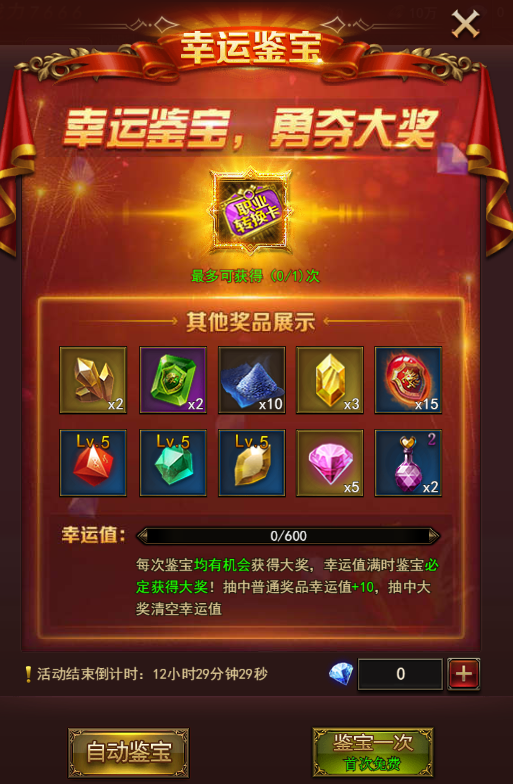 幸运鉴宝
幸运鉴宝，勇夺大奖
职业
转换卡
最多可获得（0/1）次
其他奖品展示
x2
x2
x10
x3
x15
Lv.5
Lv.5
Lv.5
x5
2
x2
幸运值：
0/600
每次鉴宝均有机会获得大奖，幸运值满时鉴宝必
定获得大奖！抽中普通奖品幸运值+10，抽中大
奖清空幸运值
活动结束倒计时：12小时29分钟29秒
0
自动鉴宝
鉴宝一次
首次免费